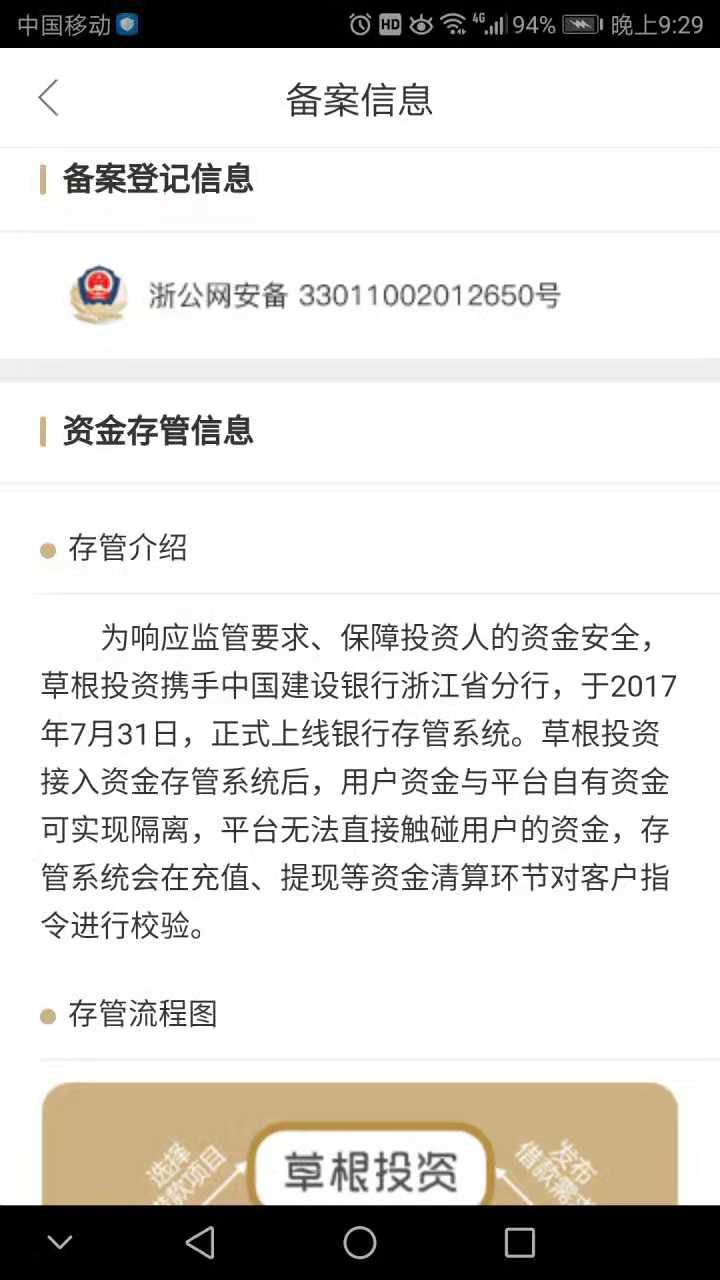 中国移动 HD 4G 94% 晚上9:29
备案信息
备案登记信息
浙公网安备 33011002012650号
资金存管信息
存管介绍
为响应监管要求、保障投资人的资金安全，
草根投资携手中国建设银行浙江省分行，于2017
年7月31日，正式上线银行存管系统。草根投资
接入资金存管系统后，用户资金与平台自有资金
可实现隔离，平台无法直接触碰用户的资金，存
管系统会在充值、提现等资金清算环节对客户指
令进行校验。
存管流程图
选择
借款项目
草根投资
发布
借款需求